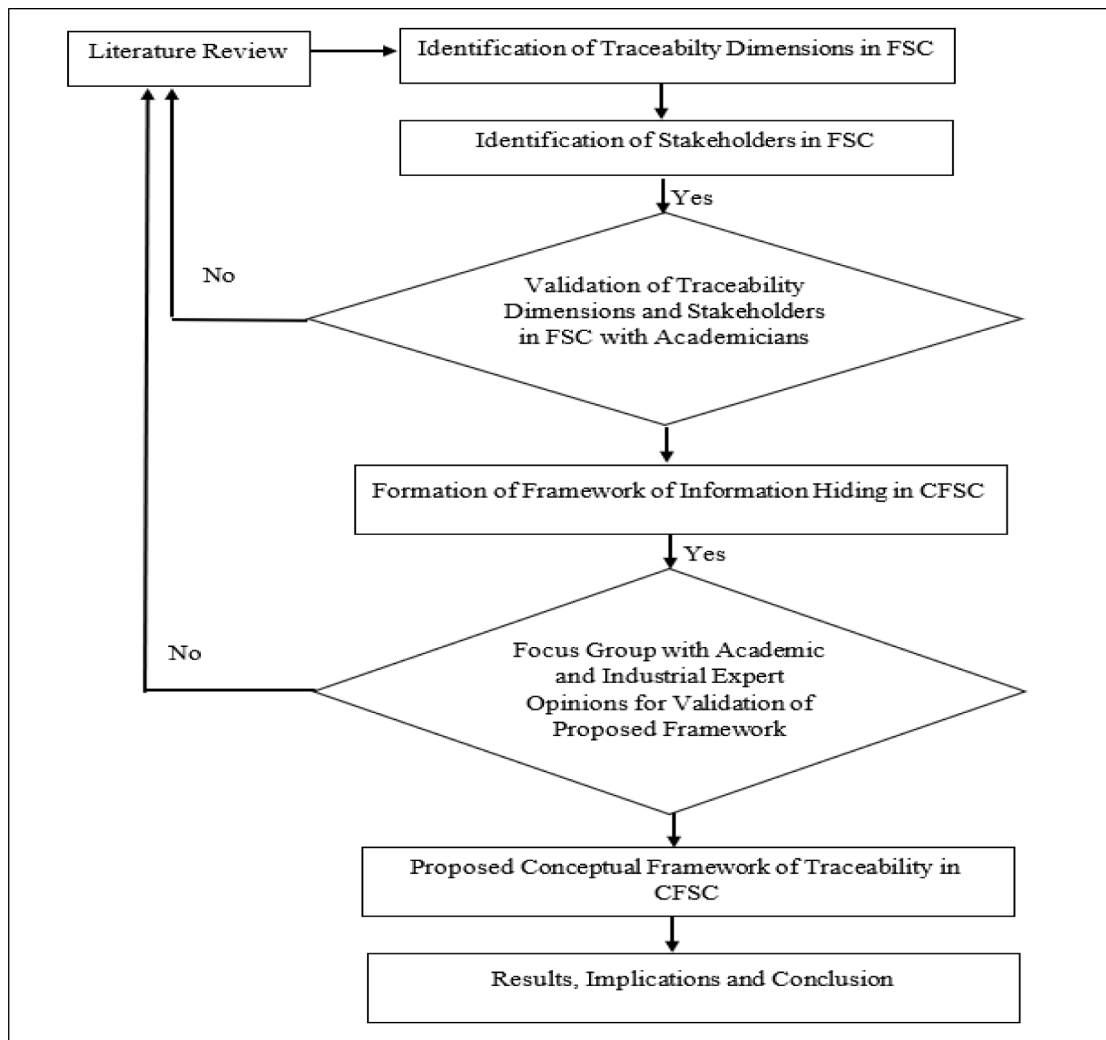 Literature Review
Identification of Traceabilty Dimensions in FSC
Identification of Stakeholders in FSC
Yes
No
Validation of Traceability
Dimensions and Stakeholders
in FSC with Academicians
Formation of Framework of Information Hiding in CFSC
Yes
No
Focus Group with Academic
and Industrial Expert
Opinions for Validation of
Proposed Framework
Proposed Conceptual Framework of Traceability in
CFSC
Results, Implications and Conclusion